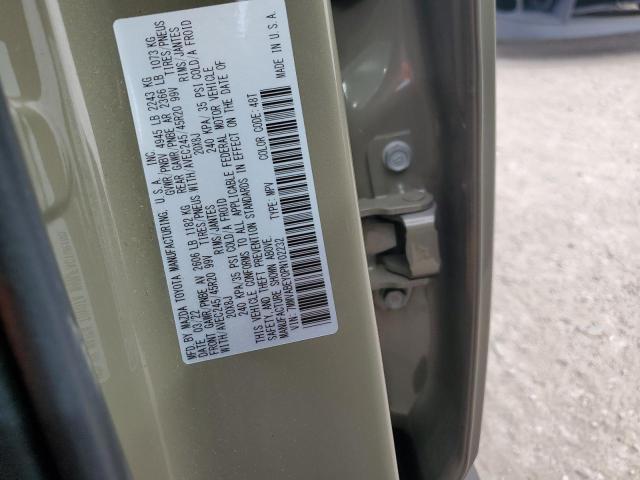 MFD. BY MAZDA TOYOTA MANUFACTURING, U.S.A., INC.
DATE: 03/22 GVWR/PNBV 4945 LB 2243 KG
FRONT GAWR/PNBE AV 2606 LB 1182 KG REAR GAWR/PNBE AR 2366 LB 1073 KG
TIRES/PNEUS TIRES/PNEUS
WITH/AVEC245/45R20 99V RIMS/JANTES WITH/AVEC245/45R20 99V RIMS/JANTES
20X8J 20X8J
240 KPA/35 PSI COLD/A FROID 240 KPA/35 PSI COLD/A FROID
THIS VEHICLE CONFORMS TO ALL APPLICABLE FEDERAL MOTOR VEHICLE
SAFETY, AND THEFT PREVENTION STANDARDS IN EFFECT ON THE DATE OF
MANUFACTURE SHOWN ABOVE.
VIN: TYPE: MPV COLOR CODE: 48T MADE IN U.S.A.